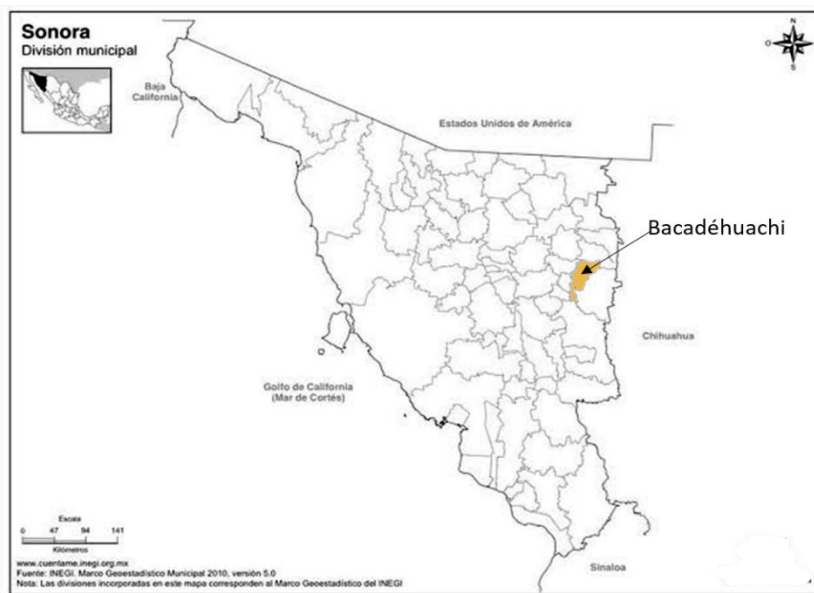 Sonora
División municipal
N
O
E
S
Baja
California
Estados Unidos de América
Bacadéhuachi
Chihuahua
Golfo de California
(Mar de Cortés)
Escala
0 47 94 141
Kilómetros
Sinaloa
www.cuentame.inegi.org.mx
Fuente: INEGI. Marco Geoestadístico Municipal 2010, versión 5.0
Nota: Las divisiones incorporadas en este mapa corresponden al Marco Geoestadístico del INEGI